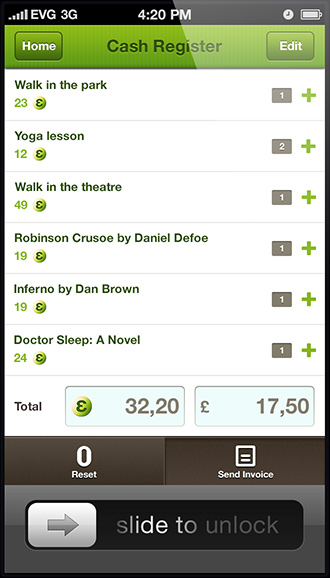 EVG 3G 4:20 PM
Home Cash Register Edit
Walk in the park
23 ε 1 +
Yoga lesson
12 ε 2 +
Walk in the theatre
49 ε 1 +
Robinson Crusoe by Daniel Defoe
19 ε 1 +
Inferno by Dan Brown
19 ε 1 +
Doctor Sleep: A Novel
24 ε 1 +
Total ε 32,20 £ 17,50
0
Reset Send Invoice
slide to unlock